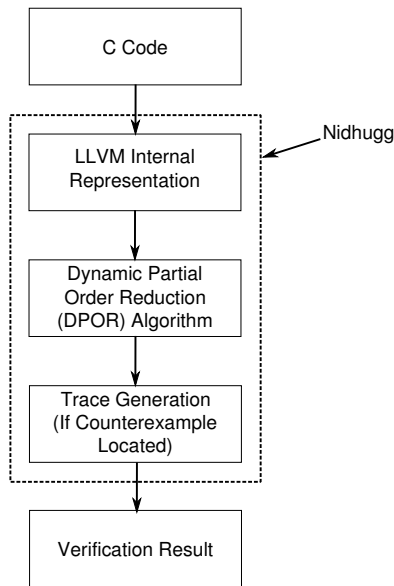 C Code
Nidhugg
LLVM Internal
Representation
Dynamic Partial
Order Reduction
(DPOR) Algorithm
Trace Generation
(If Counterexample
Located)
Verification Result